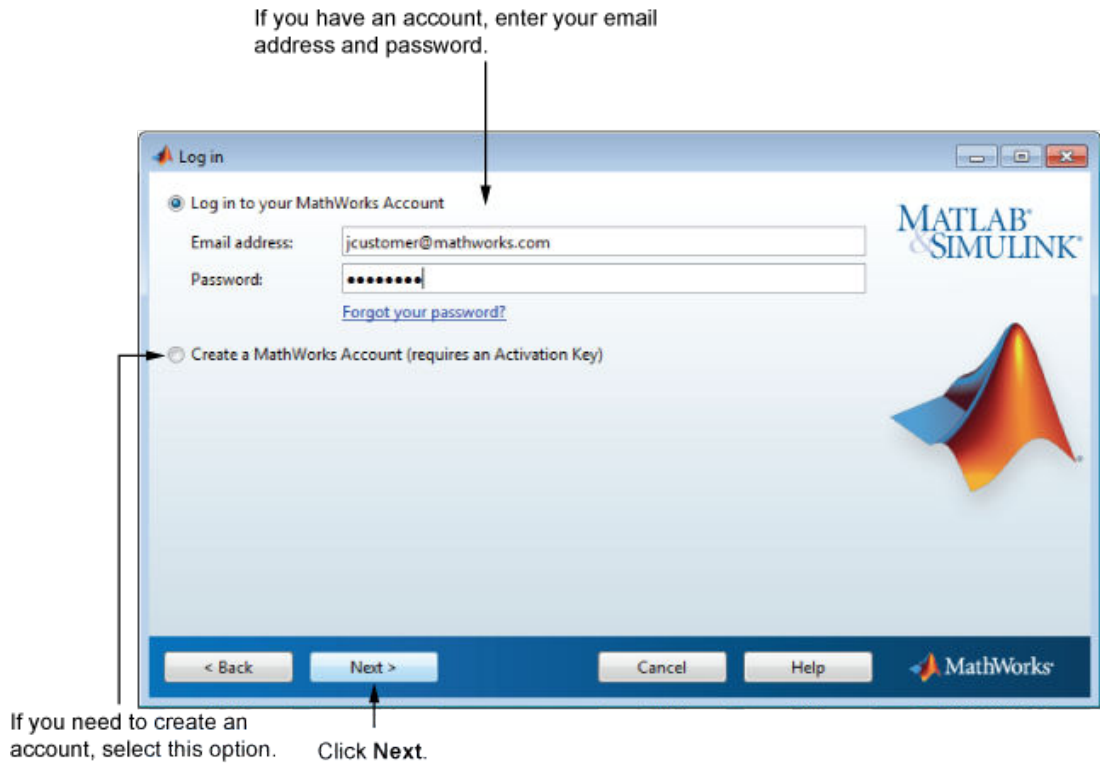 If you have an account, enter your email
address and password.
Log in
Log in to your MathWorks Account
MATLAB®
&SIMULINK®
Email address:
jcustomer@mathworks.com
Password:
••••••••
Forgot your password?
Create a MathWorks Account (requires an Activation Key)
< Back
Next >
Cancel
Help
MathWorks®
If you need to create an
account, select this option.
Click Next.